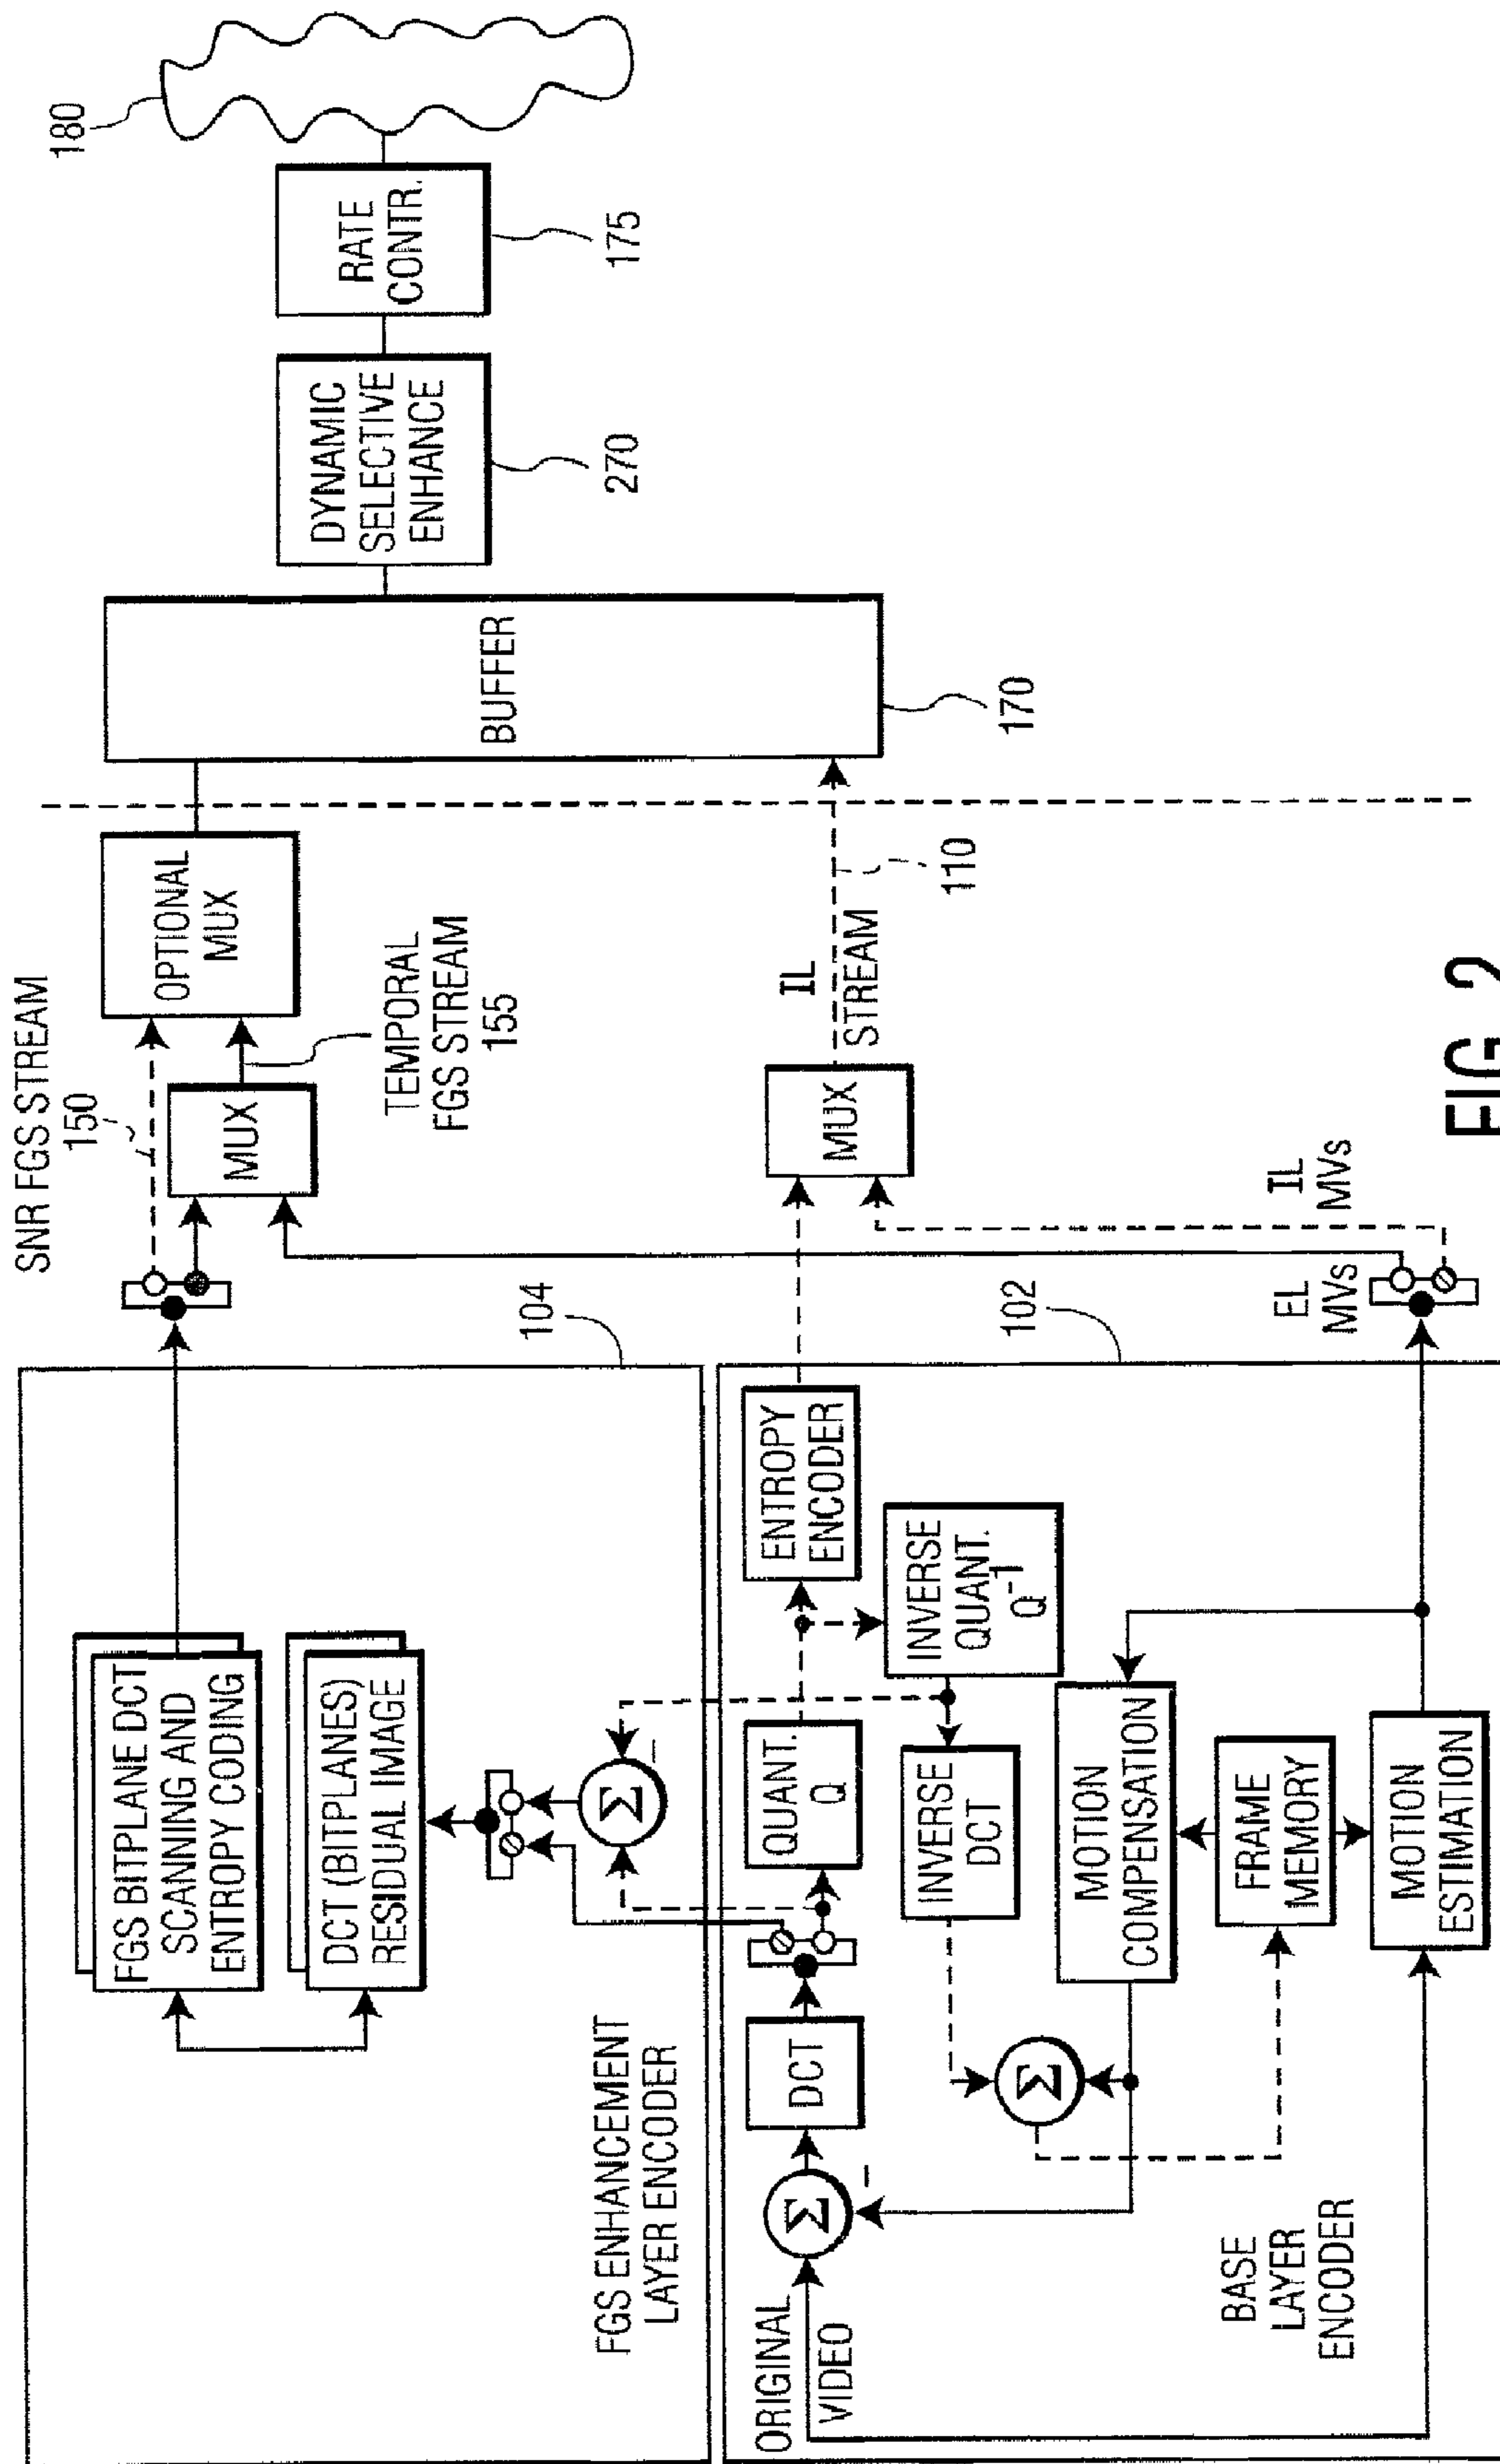 SNR FGS STREAM
150
FGS BITPLANE DCT
SCANNING AND
ENTROPY CODING
DCT (BITPLANES)
RESIDUAL IMAGE
Σ
–
FGS ENHANCEMENT
LAYER ENCODER
104
MUX
OPTIONAL
MUX
TEMPORAL
FGS STREAM
155
BUFFER
170
DYNAMIC
SELECTIVE
ENHANCE
270
RATE
CONTR.
175
180
ORIGINAL
VIDEO
Σ
–
DCT
QUANT.
Q
ENTROPY
ENCODER
INVERSE
QUANT.
Q⁻¹
INVERSE
DCT
Σ
MOTION
COMPENSATION
FRAME
MEMORY
MOTION
ESTIMATION
BASE
LAYER
ENCODER
102
EL
MVs
IL
MVs
MUX
IL
STREAM
110
FIG. 2